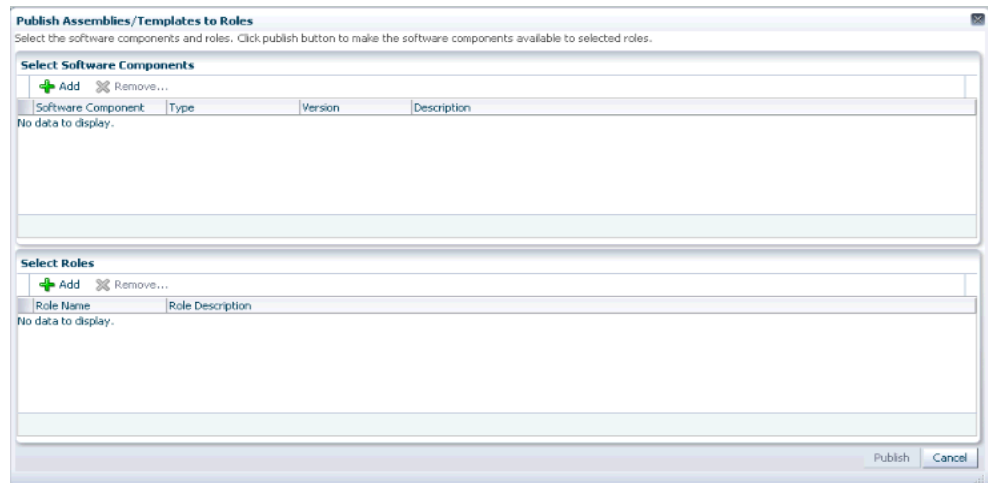 Publish Assemblies/Templates to Roles
Select the software components and roles. Click publish button to make the software components available to selected roles.
Select Software Components
Add Remove...
Software Component Type Version Description
No data to display.
Select Roles
Add Remove...
Role Name Role Description
No data to display.
Publish Cancel